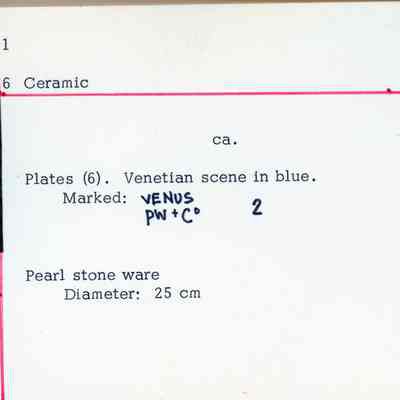 1
6 Ceramic
ca.
Plates (6). Venetian scene in blue.
Marked: VENUS 2
PW + Cº
Pearl stone ware
Diameter: 25 cm